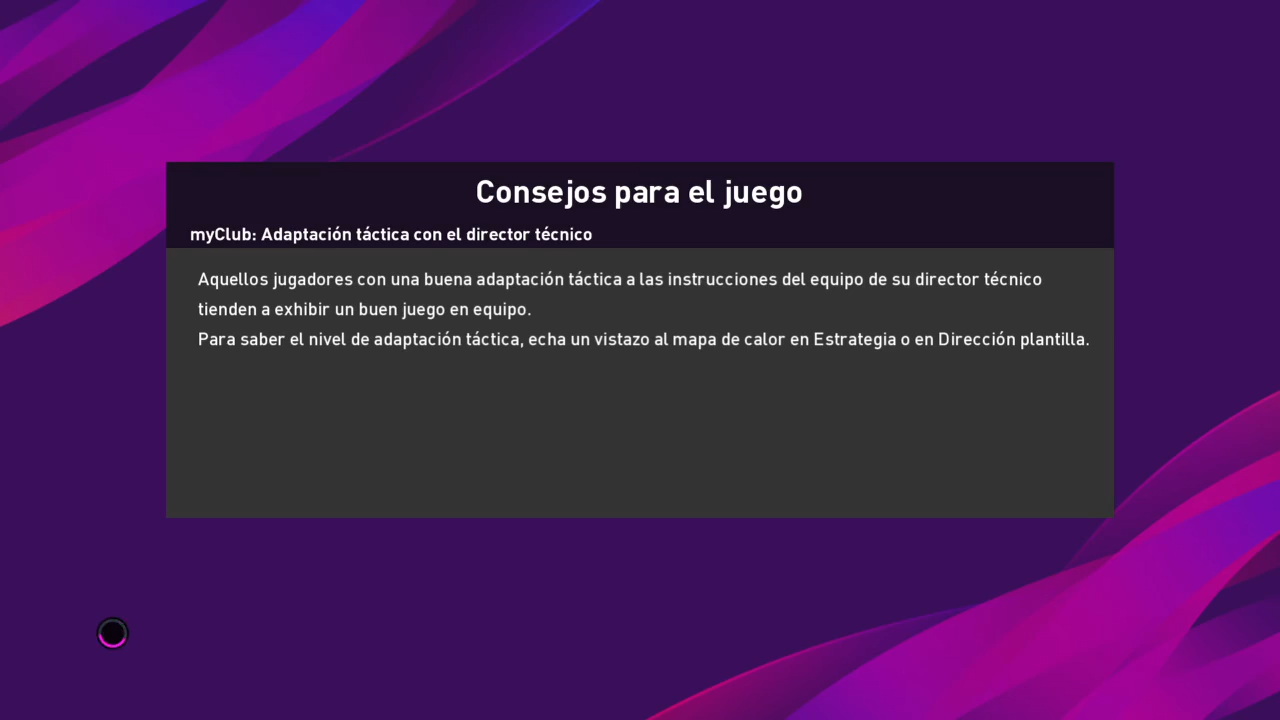 Consejos para el juego
myClub: Adaptación táctica con el director técnico
Aquellos jugadores con una buena adaptación táctica a las instrucciones del equipo de su director técnico
tienden a exhibir un buen juego en equipo.
Para saber el nivel de adaptación táctica, echa un vistazo al mapa de calor en Estrategia o en Dirección plantilla.